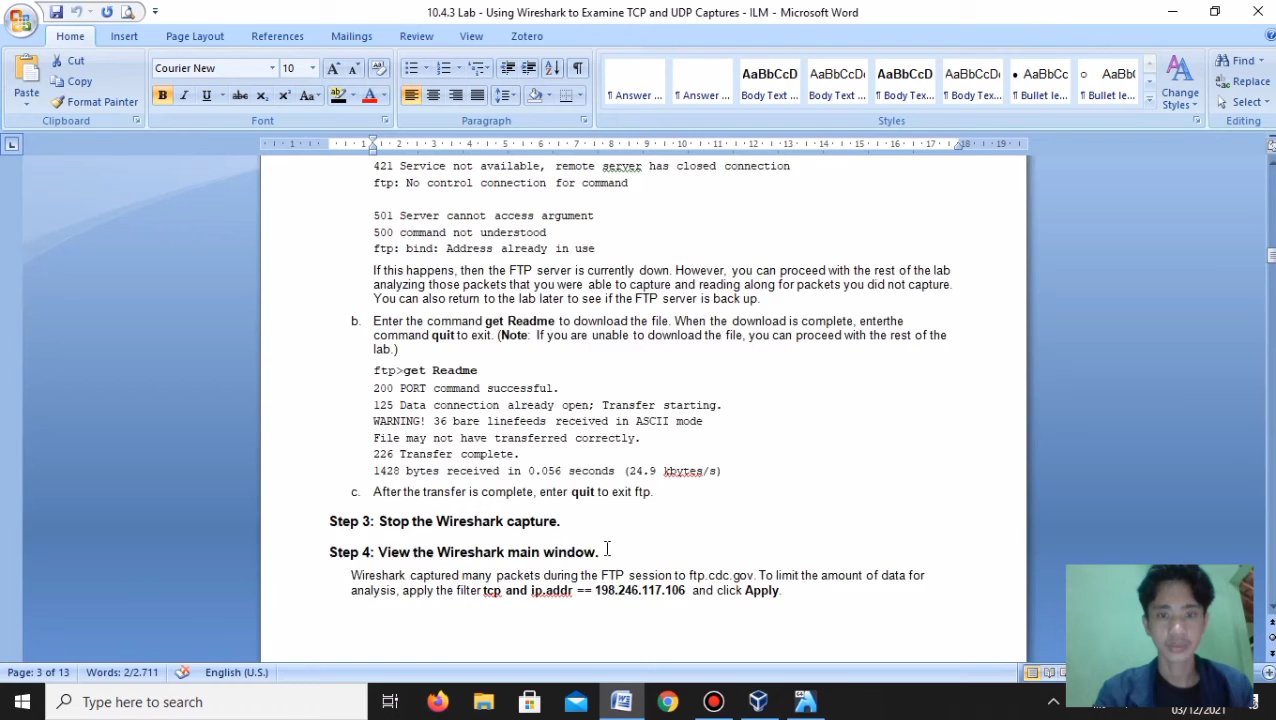 10.4.3 Lab - Using Wireshark to Examine TCP and UDP Captures - ILM - Microsoft Word
Home Insert Page Layout References Mailings Review View Zotero
Paste
Cut
Copy
Format Painter
Clipboard
Courier New 10
Font
Paragraph
AaBbCcD AaBbCcDı AaBbCcD AaBbCcDı AaBbCc AaBb(
¶ Answer ... ¶ Answer ... Body Text ... Body Text ... Body Text ... Body Text ... ¶ Bullet le... ¶ Bullet le...
Change Styles
Styles
Find
Replace
Select
Editing
421 Service not available, remote server has closed connection
ftp: No control connection for command
501 Server cannot access argument
500 command not understood
ftp: bind: Address already in use
If this happens, then the FTP server is currently down. However, you can proceed with the rest of the lab
analyzing those packets that you were able to capture and reading along for packets you did not capture.
You can also return to the lab later to see if the FTP server is back up.
b. Enter the command get Readme to download the file. When the download is complete, enterthe
command quit to exit. (Note: If you are unable to download the file, you can proceed with the rest of the
lab.)
ftp>get Readme
200 PORT command successful.
125 Data connection already open; Transfer starting.
WARNING! 36 bare linefeeds received in ASCII mode
File may not have transferred correctly.
226 Transfer complete.
1428 bytes received in 0.056 seconds (24.9 kbytes/s)
c. After the transfer is complete, enter quit to exit ftp.
Step 3: Stop the Wireshark capture.
Step 4: View the Wireshark main window.
Wireshark captured many packets during the FTP session to ftp.cdc.gov. To limit the amount of data for
analysis, apply the filter tcp and ip.addr == 198.246.117.106 and click Apply.
Page: 3 of 13 Words: 2/2.711 English (U.S.)
Type here to search
03/12/2021